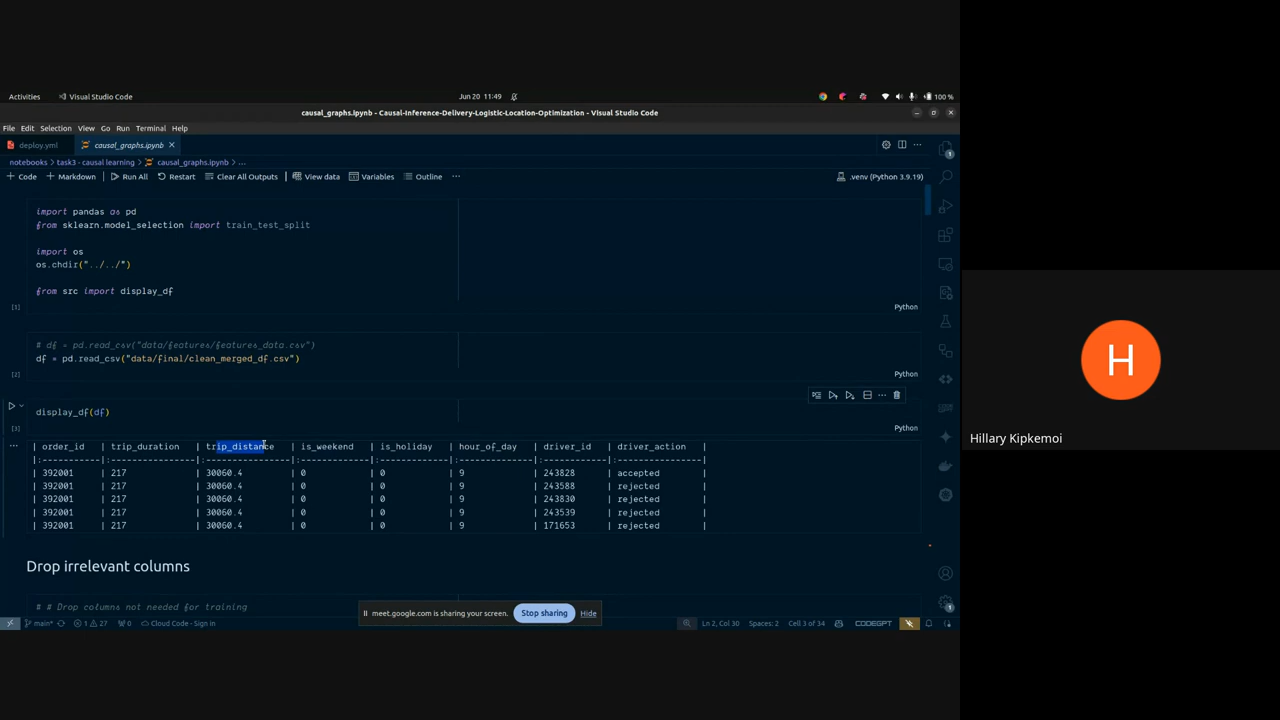 Activities Visual Studio Code Jun 20 11:49 100 %
causal_graphs.ipynb - Causal-Inference-Delivery-Logistic-Location-Optimization - Visual Studio Code
File Edit Selection View Go Run Terminal Help
deploy.yml causal_graphs.ipynb ×
notebooks > task3 - causal learning > causal_graphs.ipynb > ...
+ Code + Markdown Run All Restart Clear All Outputs View data Variables Outline ... .venv (Python 3.9.19)
import pandas as pd
from sklearn.model_selection import train_test_split
import os
os.chdir("../../")
from src import display_df
[1] Python
# df = pd.read_csv("data/features/features_data.csv")
df = pd.read_csv("data/final/clean_merged_df.csv")
[2] Python
display_df(df)
[3] Python
| order_id | trip_duration | trip_distance | is_weekend | is_holiday | hour_of_day | driver_id | driver_action |
|:---------|:--------------|:--------------|:-----------|:-----------|:------------|:----------|:--------------|
| 392001 | 217 | 30060.4 | 0 | 0 | 9 | 243828 | accepted |
| 392001 | 217 | 30060.4 | 0 | 0 | 9 | 243588 | rejected |
| 392001 | 217 | 30060.4 | 0 | 0 | 9 | 243830 | rejected |
| 392001 | 217 | 30060.4 | 0 | 0 | 9 | 243539 | rejected |
| 392001 | 217 | 30060.4 | 0 | 0 | 9 | 171653 | rejected |
Drop irrelevant columns
# # Drop columns not needed for training
meet.google.com is sharing your screen. Stop sharing Hide
main* 1 27 0 Cloud Code - Sign in Ln 2, Col 30 Spaces: 2 Cell 3 of 34 CODEGPT
H
Hillary Kipkemoi